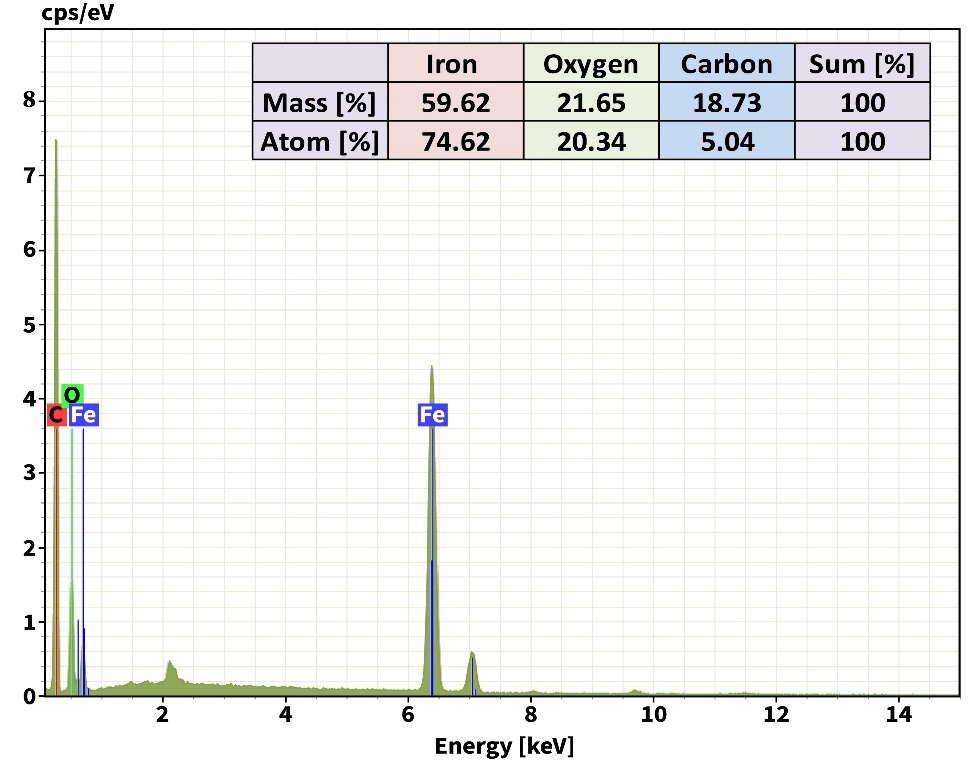 cps/eV
Iron Oxygen Carbon Sum [%]
Mass [%] 59.62 21.65 18.73 100
Atom [%] 74.62 20.34 5.04 100
8
7
6
5
4
3
2
1
0
O
C Fe
Fe
2 4 6 8 10 12 14
Energy [keV]